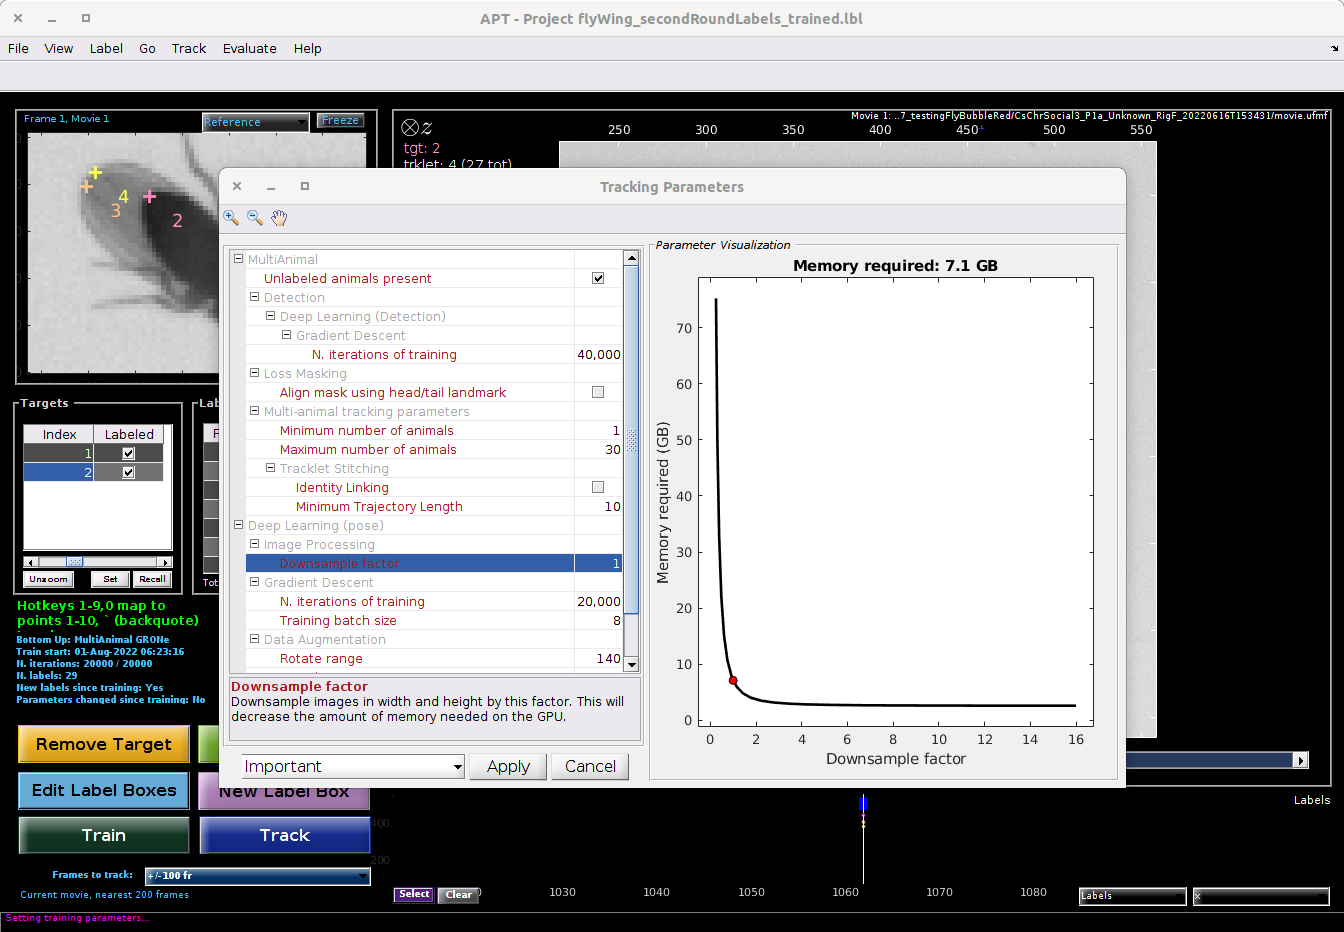 APT - Project flyWing_secondRoundLabels_trained.lbl
File View Label Go Track Evaluate Help
Frame 1, Movie 1
Reference
Freeze
4
3
2
z
tgt: 2
trklet: 4 (27 tot)
Movie 1: ..7_testingFlyBubbleRed/CsChrSocial3_P1a_Unknown_RigF_20220616T153431/movie.ufmf
250 300 350 400 450 500 550
Tracking Parameters
MultiAnimal
Unlabeled animals present
Detection
Deep Learning (Detection)
Gradient Descent
N. iterations of training 40,000
Loss Masking
Align mask using head/tail landmark
Multi-animal tracking parameters
Minimum number of animals 1
Maximum number of animals 30
Tracklet Stitching
Identity Linking
Minimum Trajectory Length 10
Deep Learning (pose)
Image Processing
Downsample factor 1
Gradient Descent
N. iterations of training 20,000
Training batch size 8
Data Augmentation
Rotate range 140
Downsample factor
Downsample images in width and height by this factor. This will
decrease the amount of memory needed on the GPU.
Important
Apply
Cancel
Parameter Visualization
Memory required: 7.1 GB
Memory required (GB)
70
60
50
40
30
20
10
0
0 2 4 6 8 10 12 14 16
Downsample factor
Targets
Index Labeled
1
2
Unzoom Set Recall
Hotkeys 1-9,0 map to
points 1-10, ` (backquote)
Bottom Up: MultiAnimal GRONe
Train start: 01-Aug-2022 06:23:16
N. iterations: 20000 / 20000
N. labels: 29
New labels since training: Yes
Parameters changed since training: No
Remove Target
Edit Label Boxes
New Label Box
Train
Track
Frames to track: +/-100 fr
Current movie, nearest 200 frames
Setting training parameters...
400
200
Select Clear
1030 1040 1050 1060 1070 1080
Labels
Labels
x